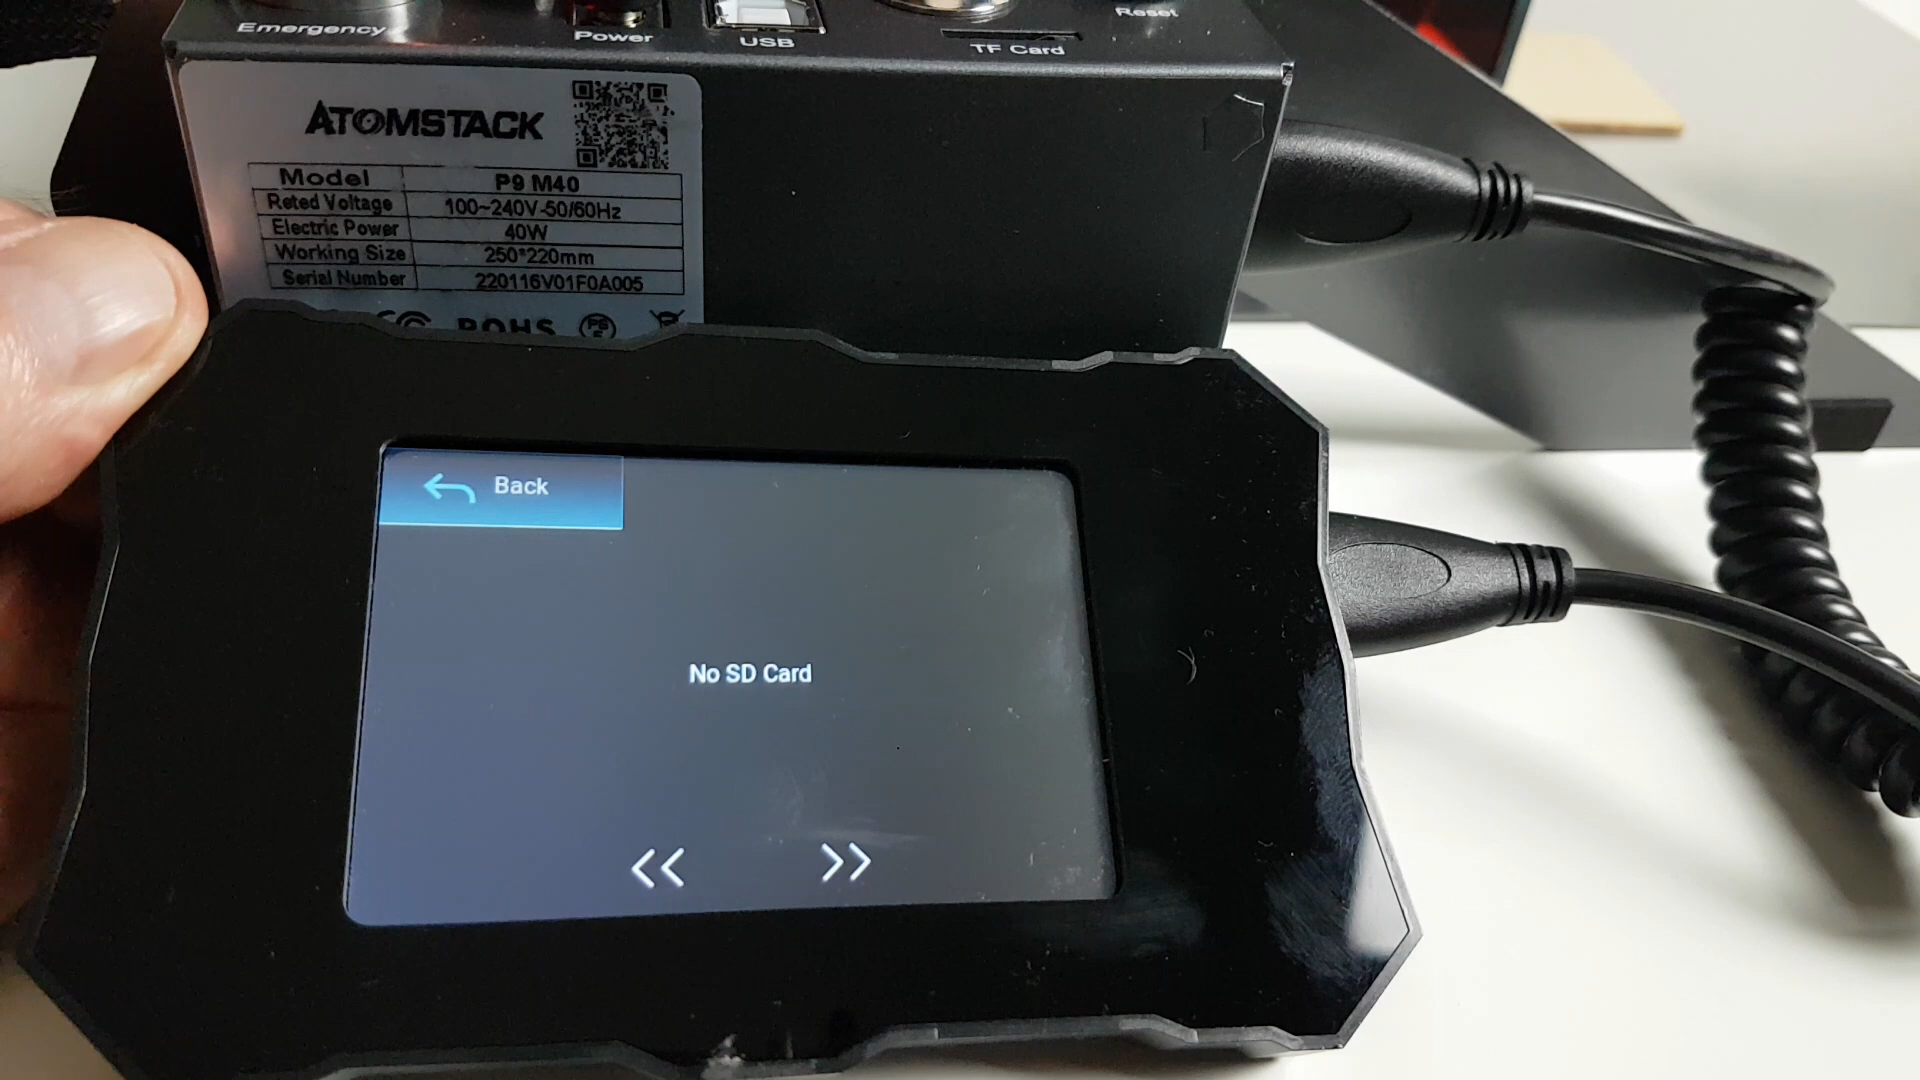 Emergency
Power
USB
TF Card
Reset
ATOMSTACK
Model P9 M40
Reted Voltage 100~240V-50/60Hz
Electric Power 40W
Working Size 250*220mm
Serial Number 220116V01F0A005
ROHS
Back
No SD Card
<< >>